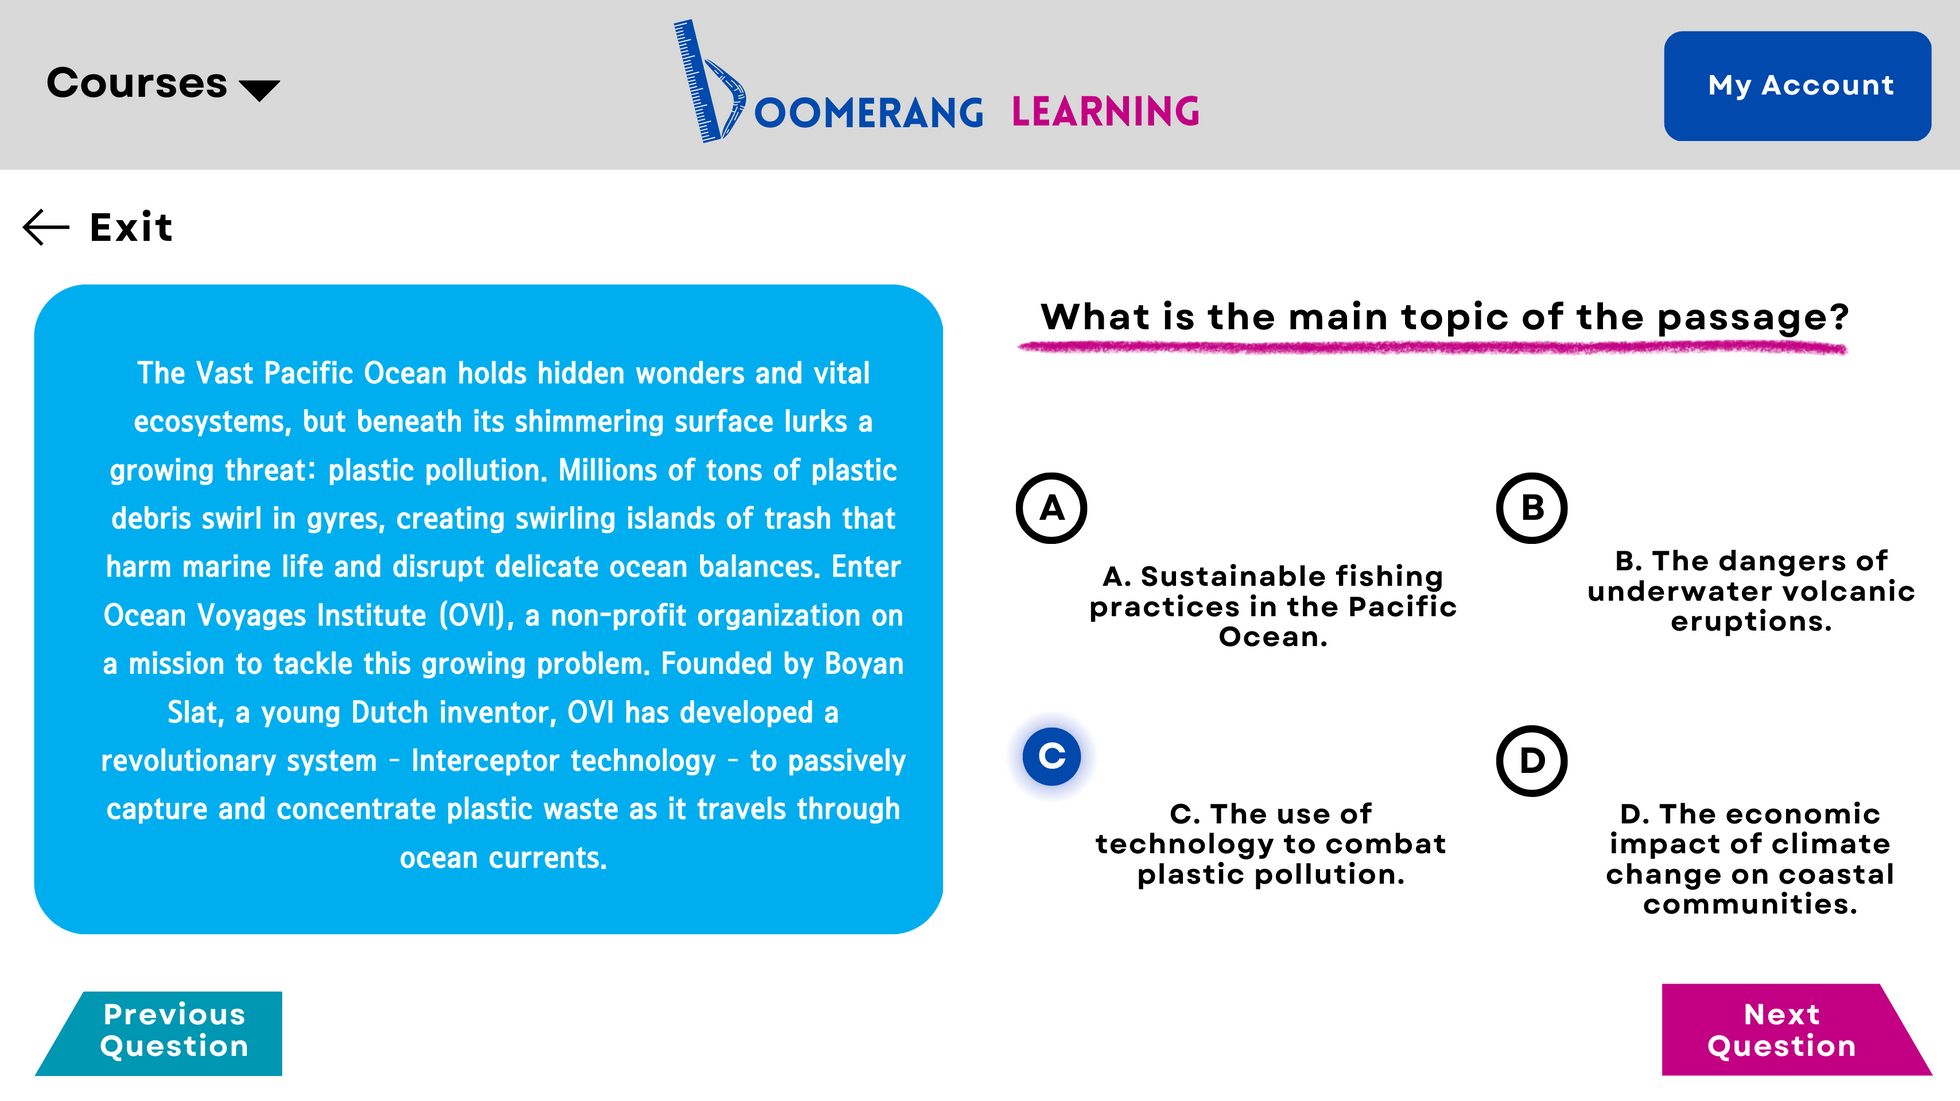 Courses
bOOMERANG LEARNING
My Account
Exit
The Vast Pacific Ocean holds hidden wonders and vital
ecosystems, but beneath its shimmering surface lurks a
growing threat: plastic pollution. Millions of tons of plastic
debris swirl in gyres, creating swirling islands of trash that
harm marine life and disrupt delicate ocean balances. Enter
Ocean Voyages Institute (OVI), a non-profit organization on
a mission to tackle this growing problem. Founded by Boyan
Slat, a young Dutch inventor, OVI has developed a
revolutionary system - Interceptor technology - to passively
capture and concentrate plastic waste as it travels through
ocean currents.
What is the main topic of the passage?
A
A. Sustainable fishing
practices in the Pacific
Ocean.
B
B. The dangers of
underwater volcanic
eruptions.
C
C. The use of
technology to combat
plastic pollution.
D
D. The economic
impact of climate
change on coastal
communities.
Previous
Question
Next
Question